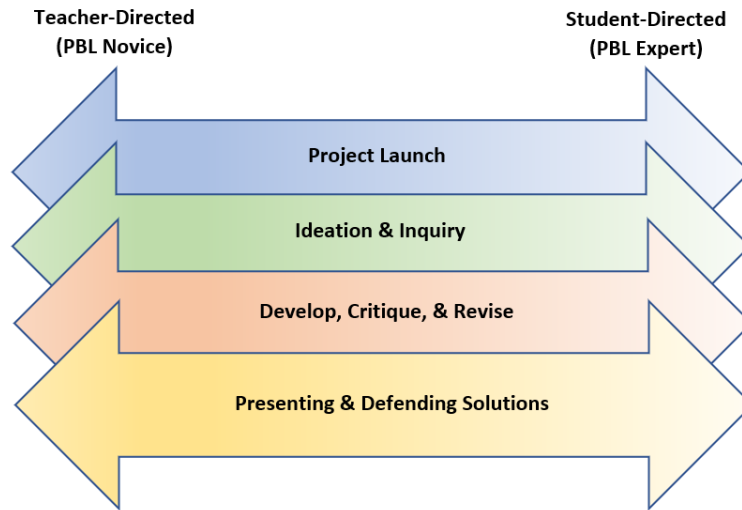 Teacher-Directed
(PBL Novice)
Student-Directed
(PBL Expert)
Project Launch
Ideation & Inquiry
Develop, Critique, & Revise
Presenting & Defending Solutions